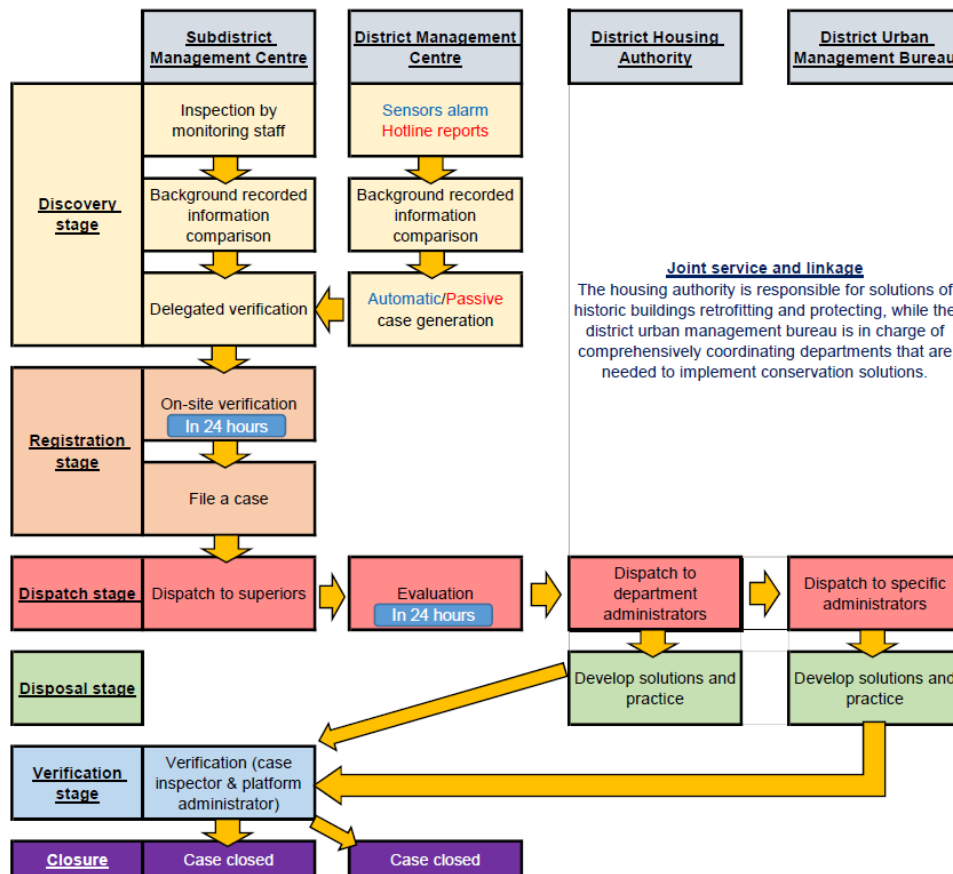 Subdistrict
Management Centre
District Management
Centre
District Housing
Authority
District Urban
Management Bureau
Discovery
stage
Inspection by
monitoring staff
Sensors alarm
Hotline reports
Background recorded
information
comparison
Background recorded
information
comparison
Delegated verification
Automatic/Passive
case generation
Joint service and linkage
The housing authority is responsible for solutions of
historic buildings retrofitting and protecting, while the
district urban management bureau is in charge of
comprehensively coordinating departments that are
needed to implement conservation solutions.
Registration
stage
On-site verification
In 24 hours
File a case
Dispatch stage
Dispatch to superiors
Evaluation
In 24 hours
Dispatch to
department
administrators
Dispatch to specific
administrators
Disposal stage
Develop solutions and
practice
Develop solutions and
practice
Verification
stage
Verification (case
inspector & platform
administrator)
Closure
Case closed
Case closed